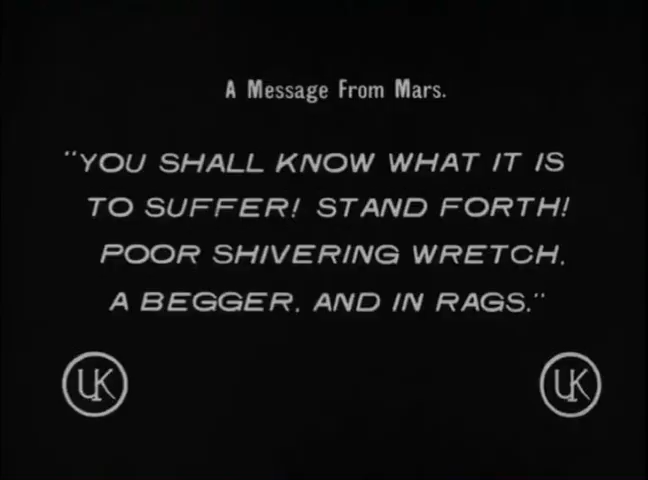 A Message From Mars.
"YOU SHALL KNOW WHAT IT IS
TO SUFFER! STAND FORTH!
POOR SHIVERING WRETCH,
A BEGGER, AND IN RAGS."
UK UK